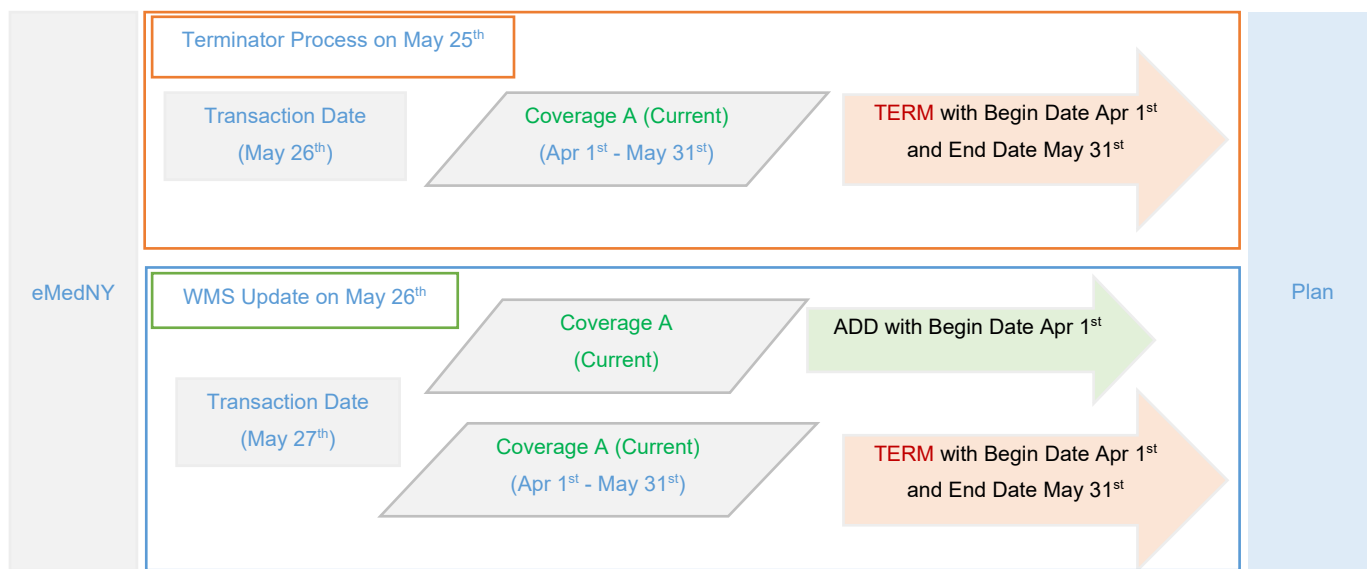 eMedNY
Terminator Process on May 25th
Transaction Date
(May 26th)
Coverage A (Current)
(Apr 1st - May 31st)
TERM with Begin Date Apr 1st
and End Date May 31st
WMS Update on May 26th
Transaction Date
(May 27th)
Coverage A
(Current)
ADD with Begin Date Apr 1st
Coverage A (Current)
(Apr 1st - May 31st)
TERM with Begin Date Apr 1st
and End Date May 31st
Plan